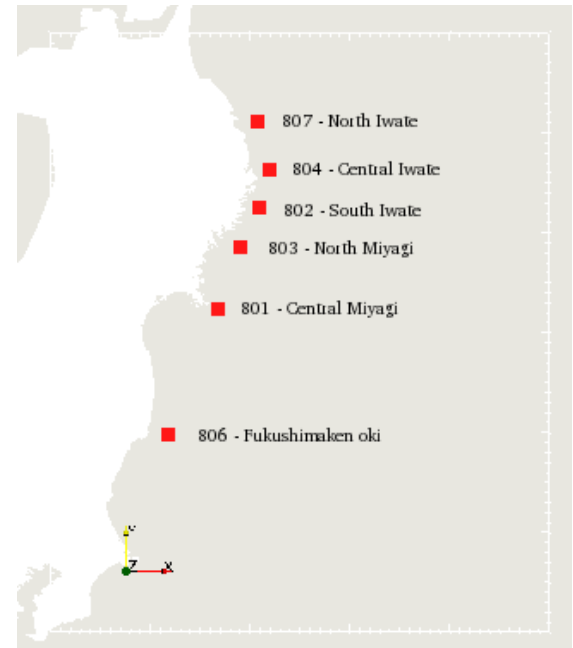 807 - North Iwate
804 - Central Iwate
802 - South Iwate
803 - North Miyagi
801 - Central Miyagi
806 - Fukushimaken oki
Z
X